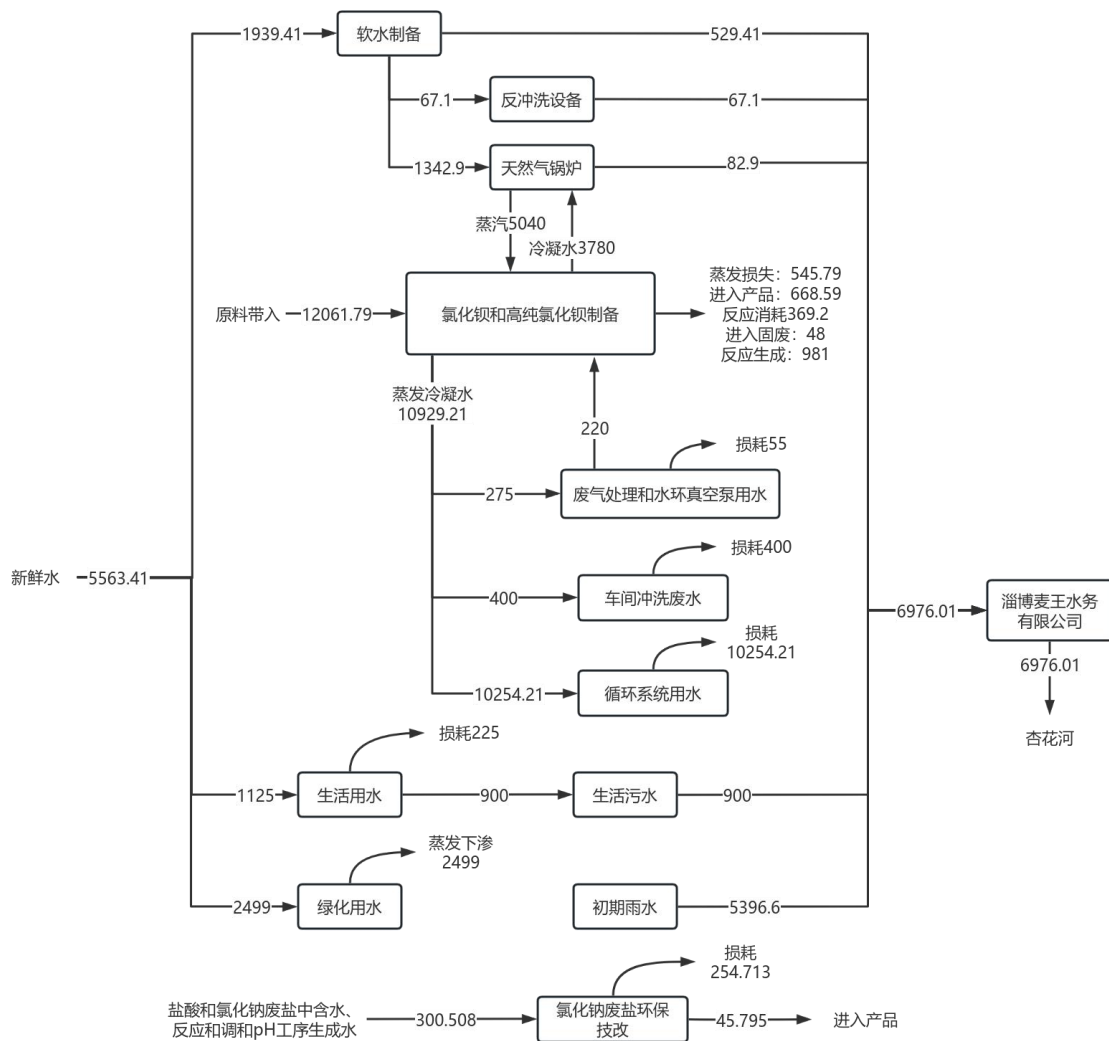 1939.41
软水制备
529.41
67.1
反冲洗设备
67.1
1342.9
天然气锅炉
82.9
蒸汽5040
冷凝水3780
原料带入
12061.79
氯化钡和高纯氯化钡制备
蒸发损失：545.79
进入产品：668.59
反应消耗369.2
进入固废：48
反应生成：981
蒸发冷凝水
10929.21
220
损耗55
275
废气处理和水环真空泵用水
损耗400
400
车间冲洗废水
新鲜水
5563.41
6976.01
淄博麦王水务
有限公司
损耗
10254.21
10254.21
循环系统用水
6976.01
杏花河
损耗225
1125
生活用水
900
生活污水
900
蒸发下渗
2499
2499
绿化用水
初期雨水
5396.6
损耗
254.713
盐酸和氯化钠废盐中含水、
反应和调和pH工序生成水
300.508
氯化钠废盐环保
技改
45.795
进入产品